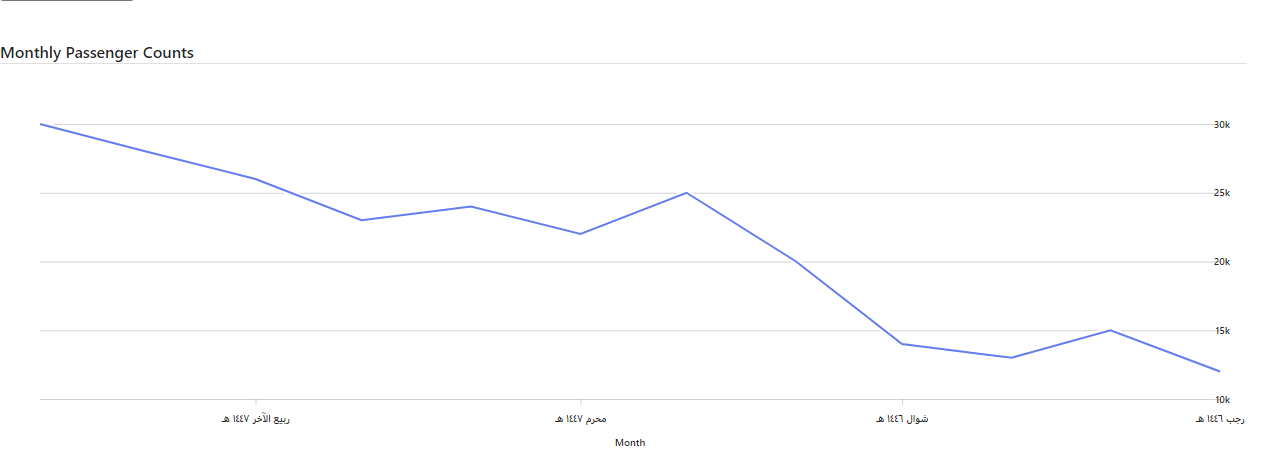 Monthly Passenger Counts
30k
25k
20k
15k
10k
رجب ١٤٤٦ هـ
شوال ١٤٤٦ هـ
محرم ١٤٤٧ هـ
ربيع الآخر ١٤٤٧ هـ
Month